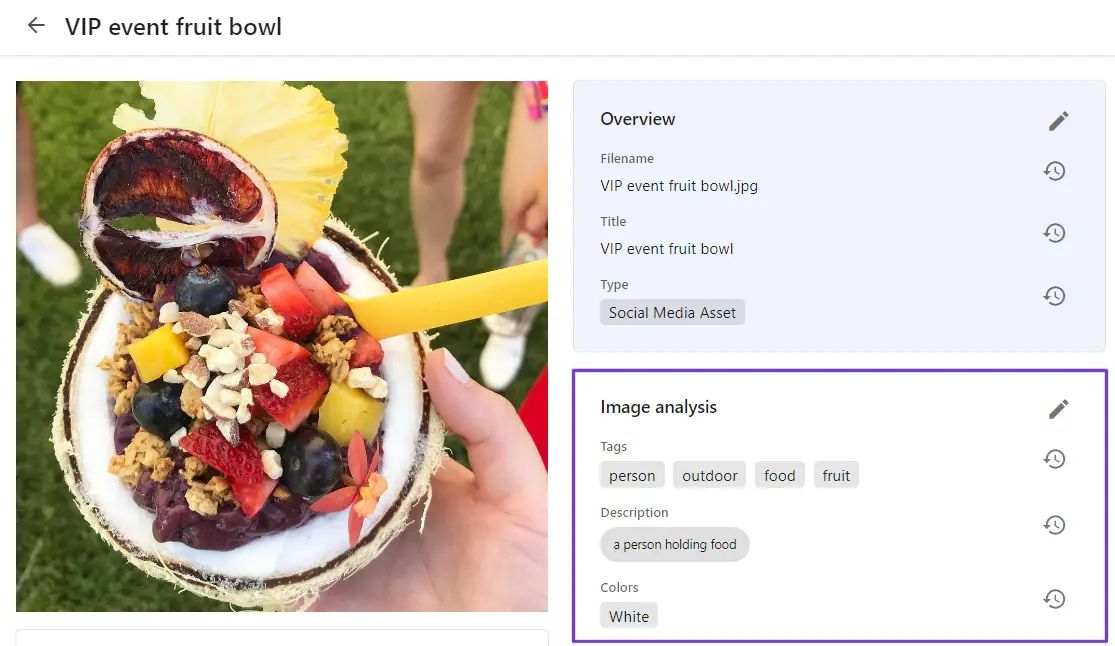 VIP event fruit bowl
Overview
Filename
VIP event fruit bowl.jpg
Title
VIP event fruit bowl
Type
Social Media Asset
Image analysis
Tags
person outdoor food fruit
Description
a person holding food
Colors
White